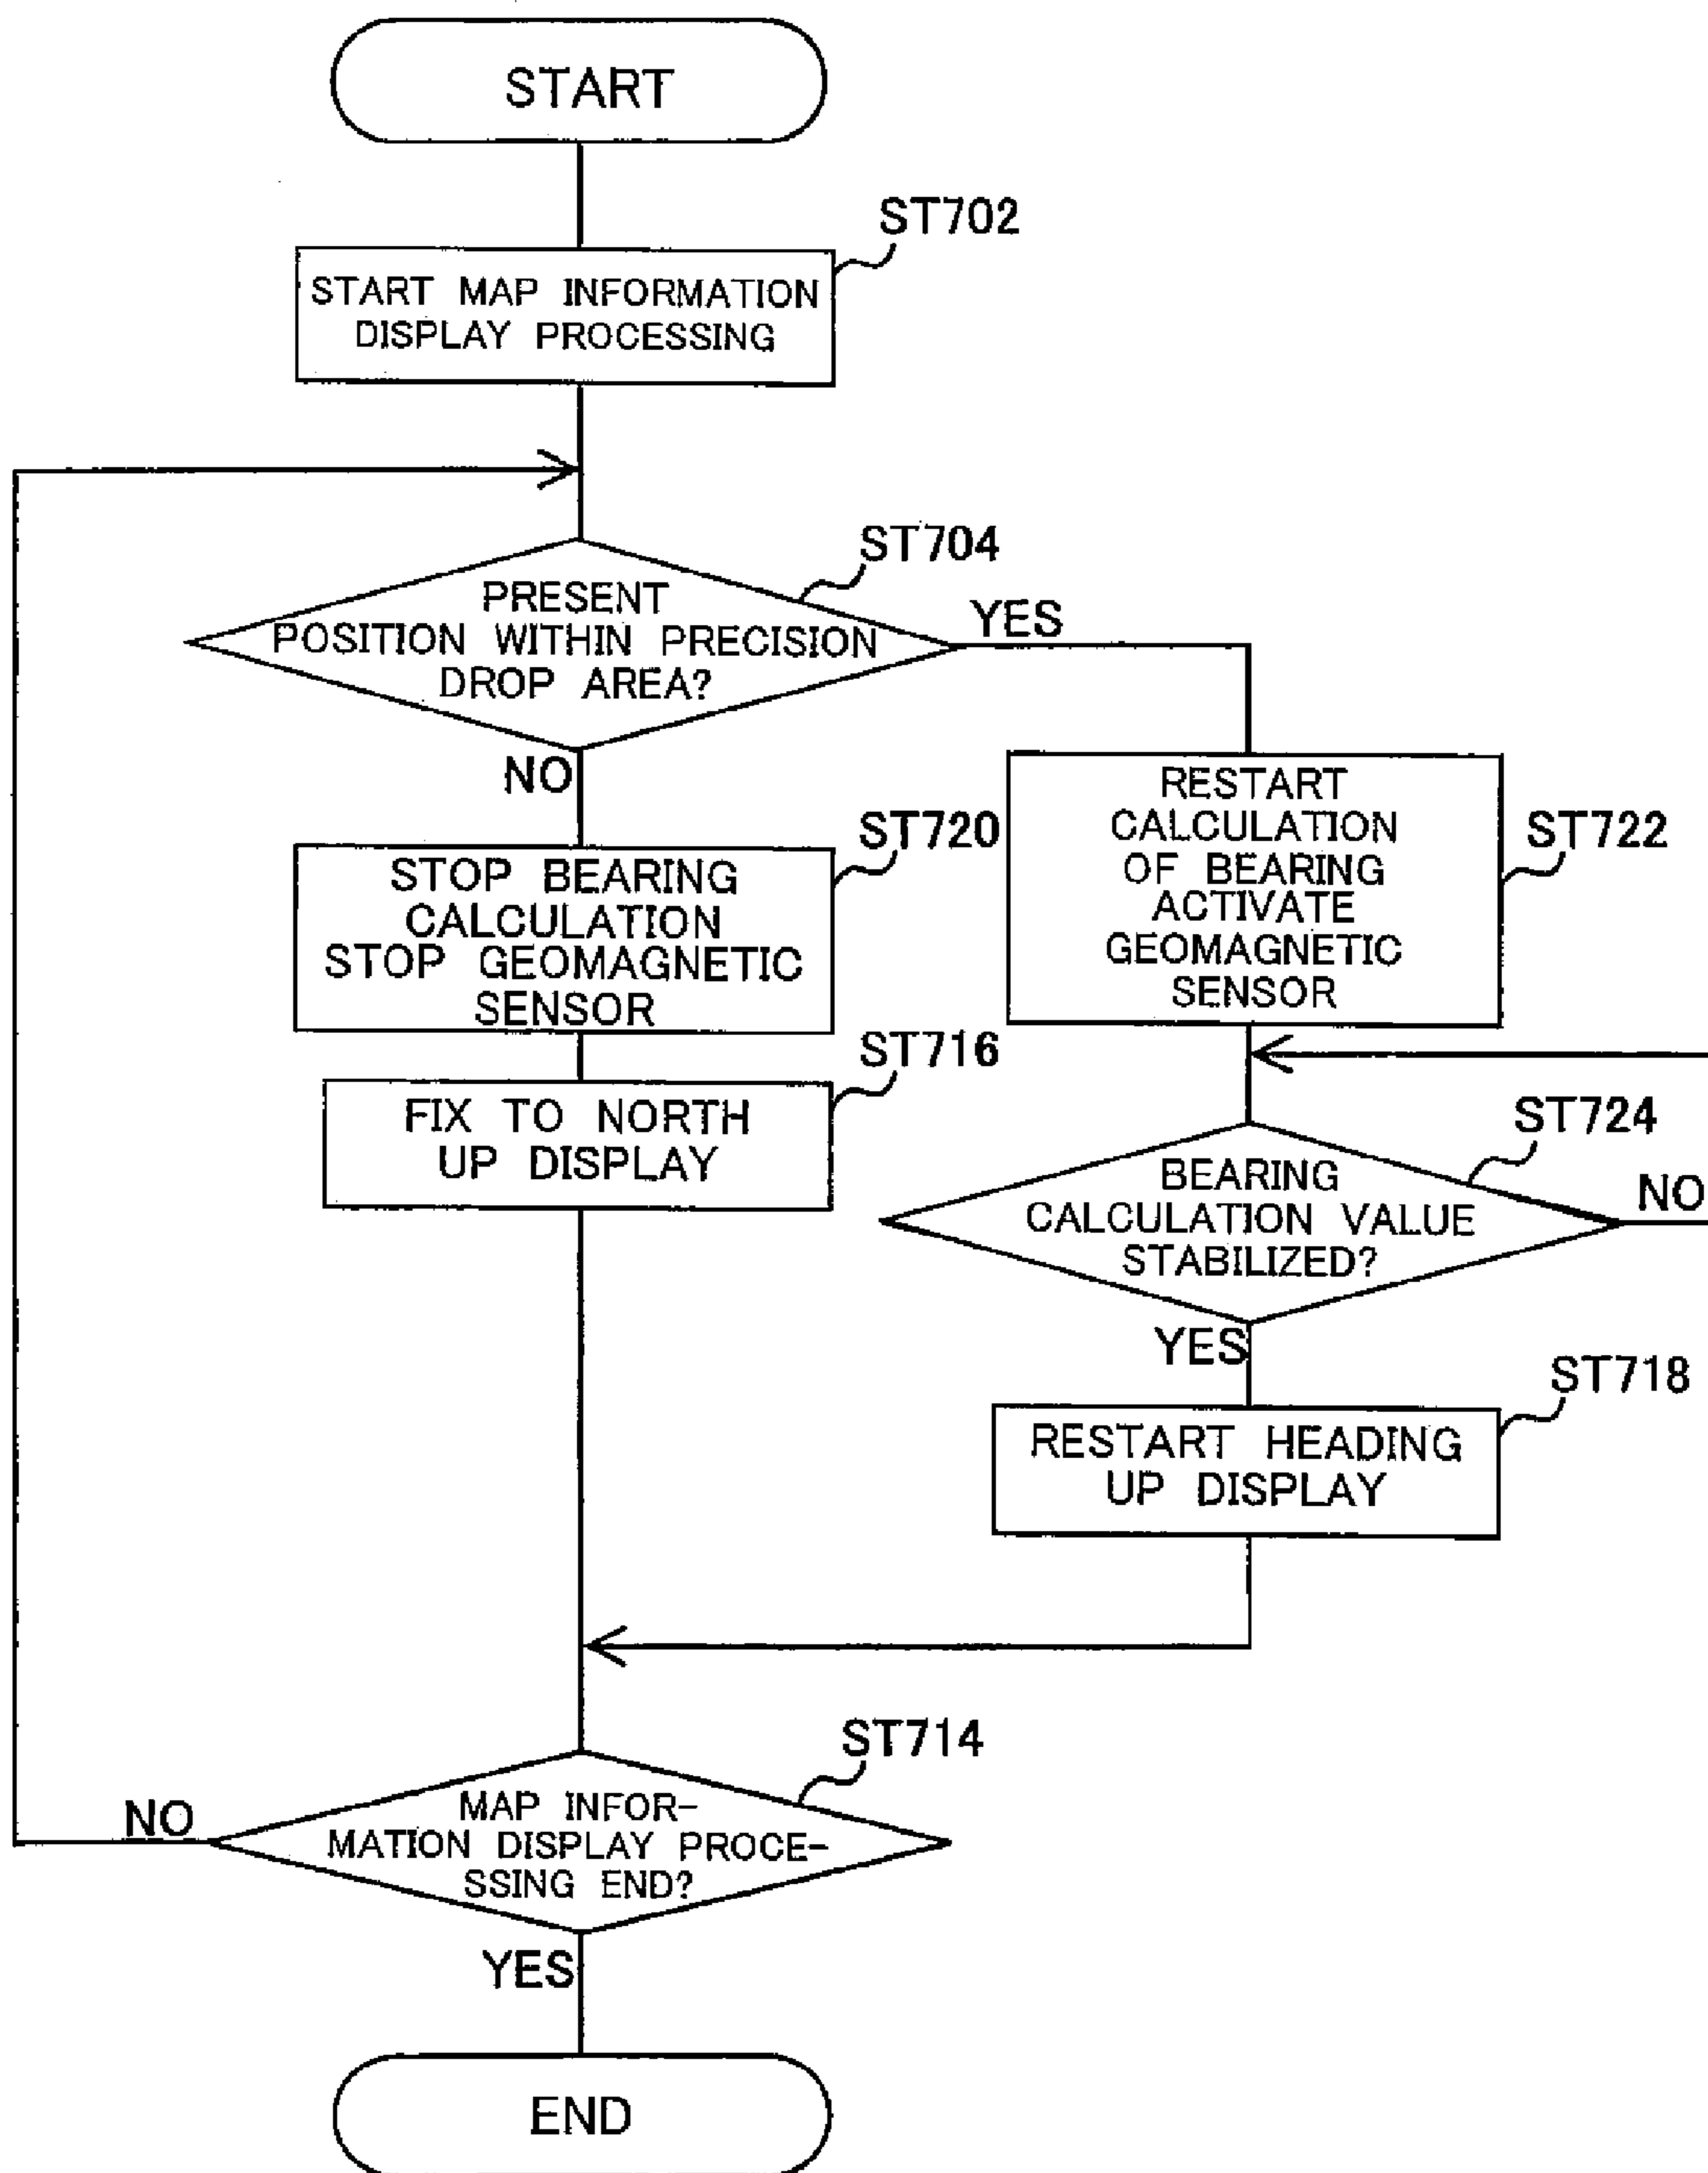 START
ST702
START MAP INFORMATION
DISPLAY PROCESSING
ST704
PRESENT
POSITION WITHIN PRECISION
DROP AREA?
YES
NO
ST720
STOP BEARING
CALCULATION
STOP GEOMAGNETIC
SENSOR
RESTART
CALCULATION
OF BEARING
ACTIVATE
GEOMAGNETIC
SENSOR
ST722
ST716
FIX TO NORTH
UP DISPLAY
ST724
BEARING
CALCULATION VALUE
STABILIZED?
NO
YES
ST718
RESTART HEADING
UP DISPLAY
ST714
MAP INFOR-
MATION DISPLAY PROCE-
SSING END?
NO
YES
END